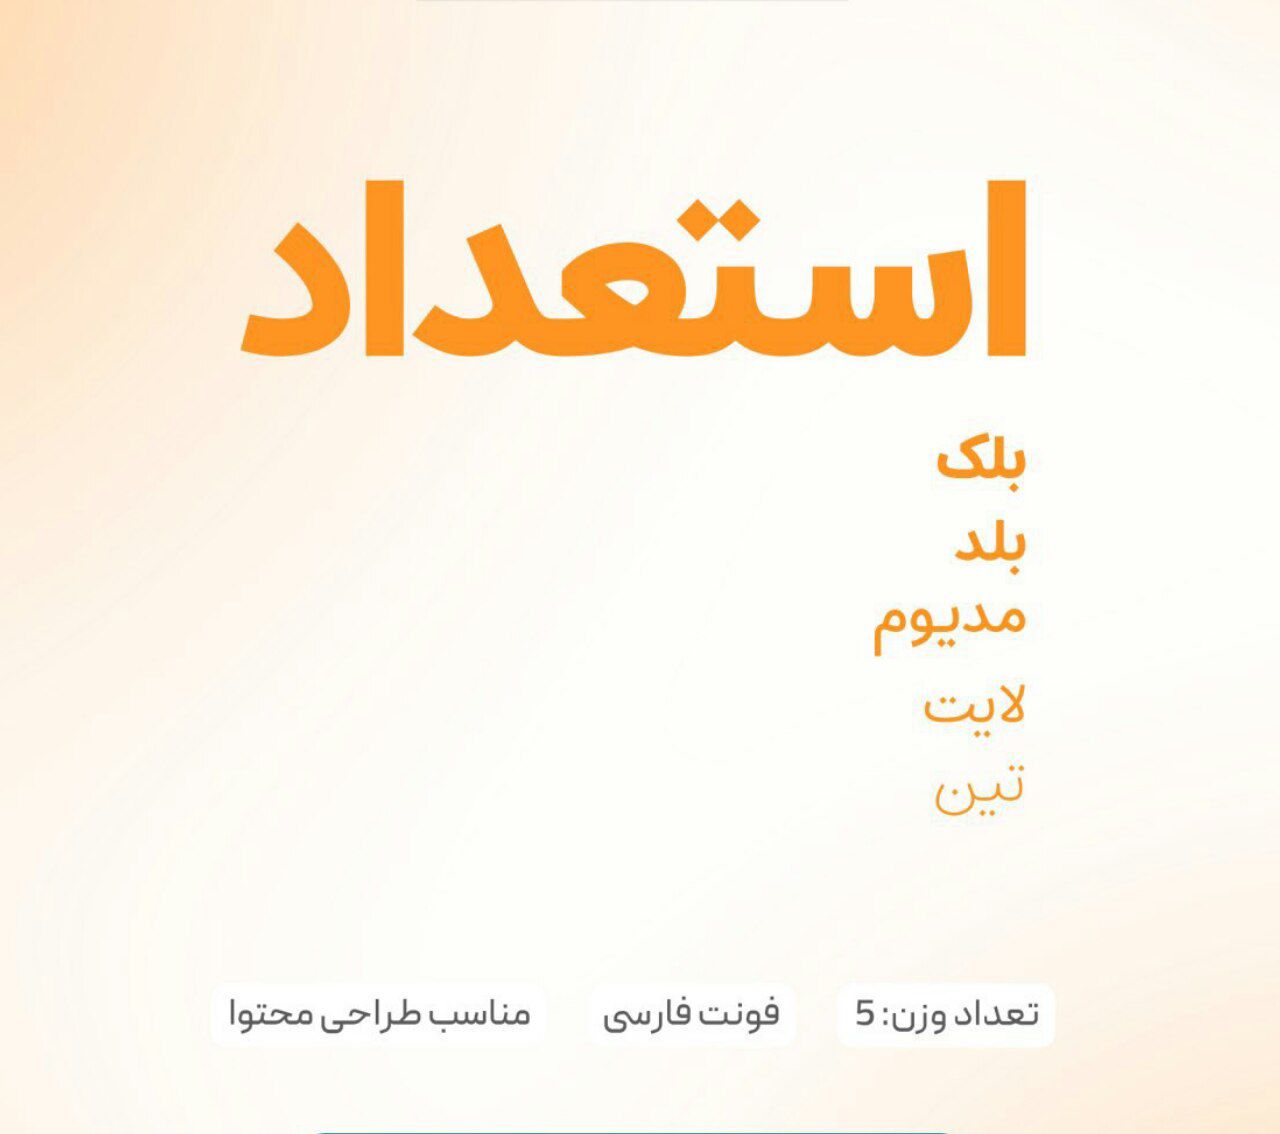 استعداد
بلک
بلد
مدیوم
لایت
تین
تعداد وزن: 5
فونت فارسی
مناسب طراحی محتوا